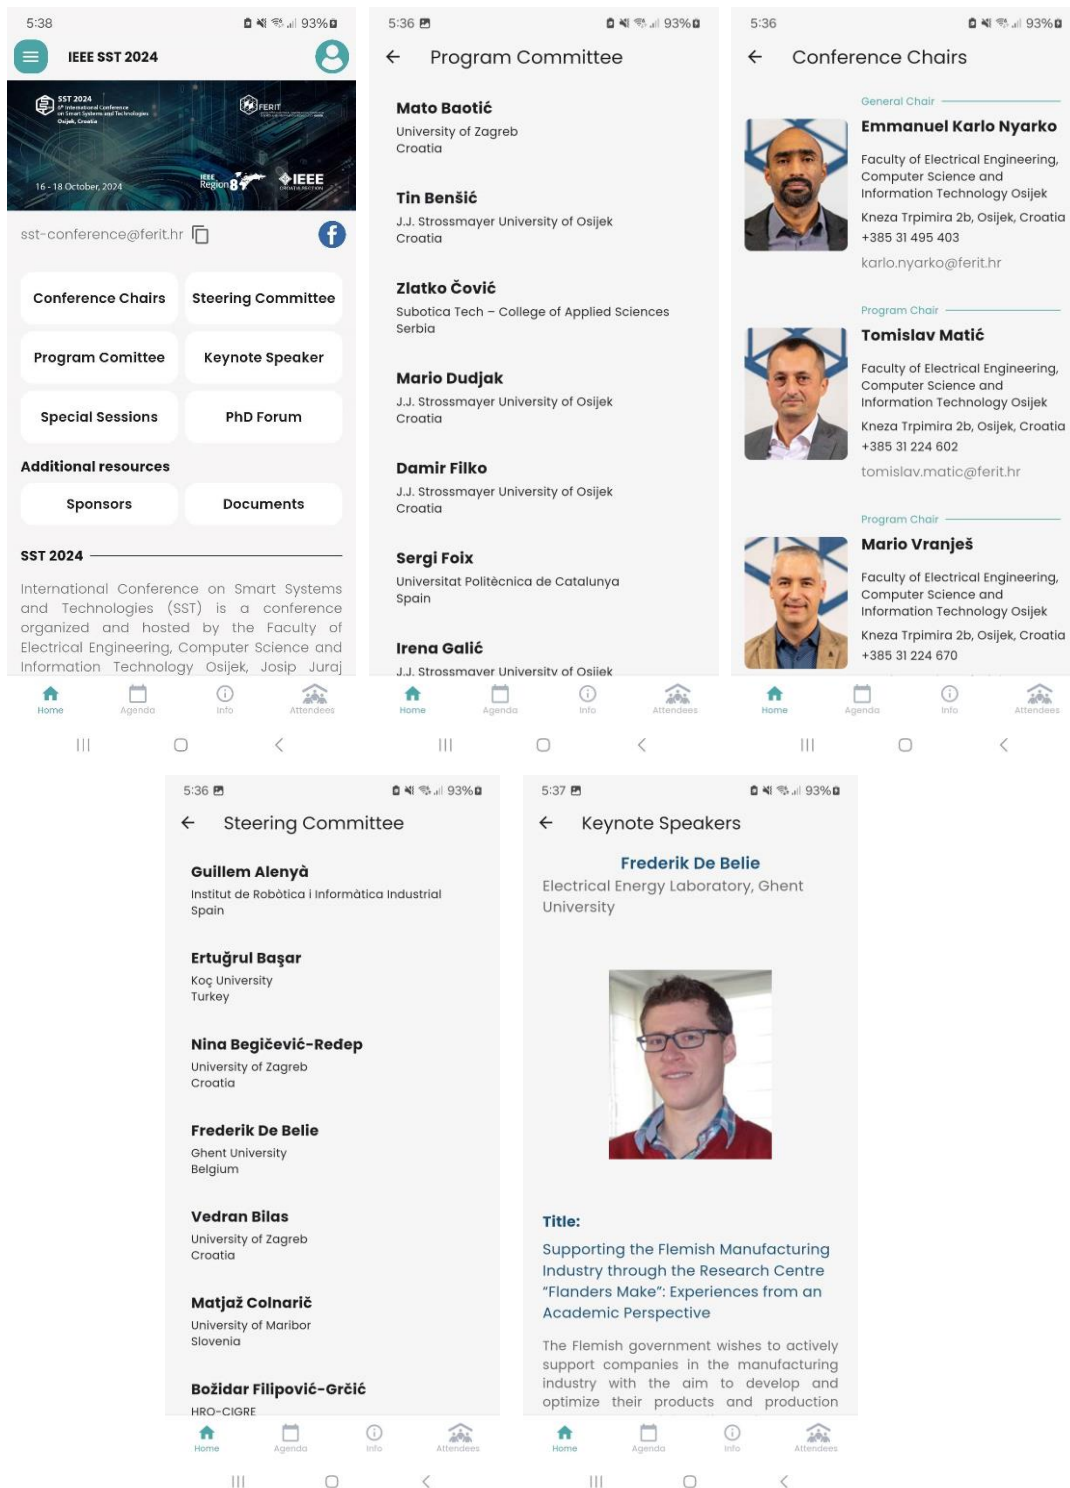 5:38
93%
IEEE SST 2024
SST 2024
6th International Conference
on Smart Systems and Technologies
Osijek, Croatia
FERIT
16 - 18 October, 2024
IEEE
Region 8
IEEE
CROATIA SECTION
sst-conference@ferit.hr
Conference Chairs
Steering Committee
Program Comittee
Keynote Speaker
Special Sessions
PhD Forum
Additional resources
Sponsors
Documents
SST 2024
International Conference on Smart Systems
and Technologies (SST) is a conference
organized and hosted by the Faculty of
Electrical Engineering, Computer Science and
Information Technology Osijek, Josip Juraj
Home
Agenda
Info
Attendees
5:36
93%
Program Committee
Mato Baotić
University of Zagreb
Croatia
Tin Benšić
J.J. Strossmayer University of Osijek
Croatia
Zlatko Čović
Subotica Tech – College of Applied Sciences
Serbia
Mario Dudjak
J.J. Strossmayer University of Osijek
Croatia
Damir Filko
J.J. Strossmayer University of Osijek
Croatia
Sergi Foix
Universitat Politècnica de Catalunya
Spain
Irena Galić
J.J. Strossmayer University of Osijek
Home
Agenda
Info
Attendees
5:36
93%
Conference Chairs
General Chair
Emmanuel Karlo Nyarko
Faculty of Electrical Engineering,
Computer Science and
Information Technology Osijek
Kneza Trpimira 2b, Osijek, Croatia
+385 31 495 403
karlo.nyarko@ferit.hr
Program Chair
Tomislav Matić
Faculty of Electrical Engineering,
Computer Science and
Information Technology Osijek
Kneza Trpimira 2b, Osijek, Croatia
+385 31 224 602
tomislav.matic@ferit.hr
Program Chair
Mario Vranješ
Faculty of Electrical Engineering,
Computer Science and
Information Technology Osijek
Kneza Trpimira 2b, Osijek, Croatia
+385 31 224 670
Home
Agenda
Info
Attendees
5:36
93%
Steering Committee
Guillem Alenyà
Institut de Robòtica i Informàtica Industrial
Spain
Ertuğrul Başar
Koç University
Turkey
Nina Begičević-Ređep
University of Zagreb
Croatia
Frederik De Belie
Ghent University
Belgium
Vedran Bilas
University of Zagreb
Croatia
Matjaž Colnarič
University of Maribor
Slovenia
Božidar Filipović-Grčić
HRO-CIGRE
Home
Agenda
Info
Attendees
5:37
93%
Keynote Speakers
Frederik De Belie
Electrical Energy Laboratory, Ghent
University
Title:
Supporting the Flemish Manufacturing
Industry through the Research Centre
“Flanders Make”: Experiences from an
Academic Perspective
The Flemish government wishes to actively
support companies in the manufacturing
industry with the aim to develop and
optimize their products and production
Home
Agenda
Info
Attendees